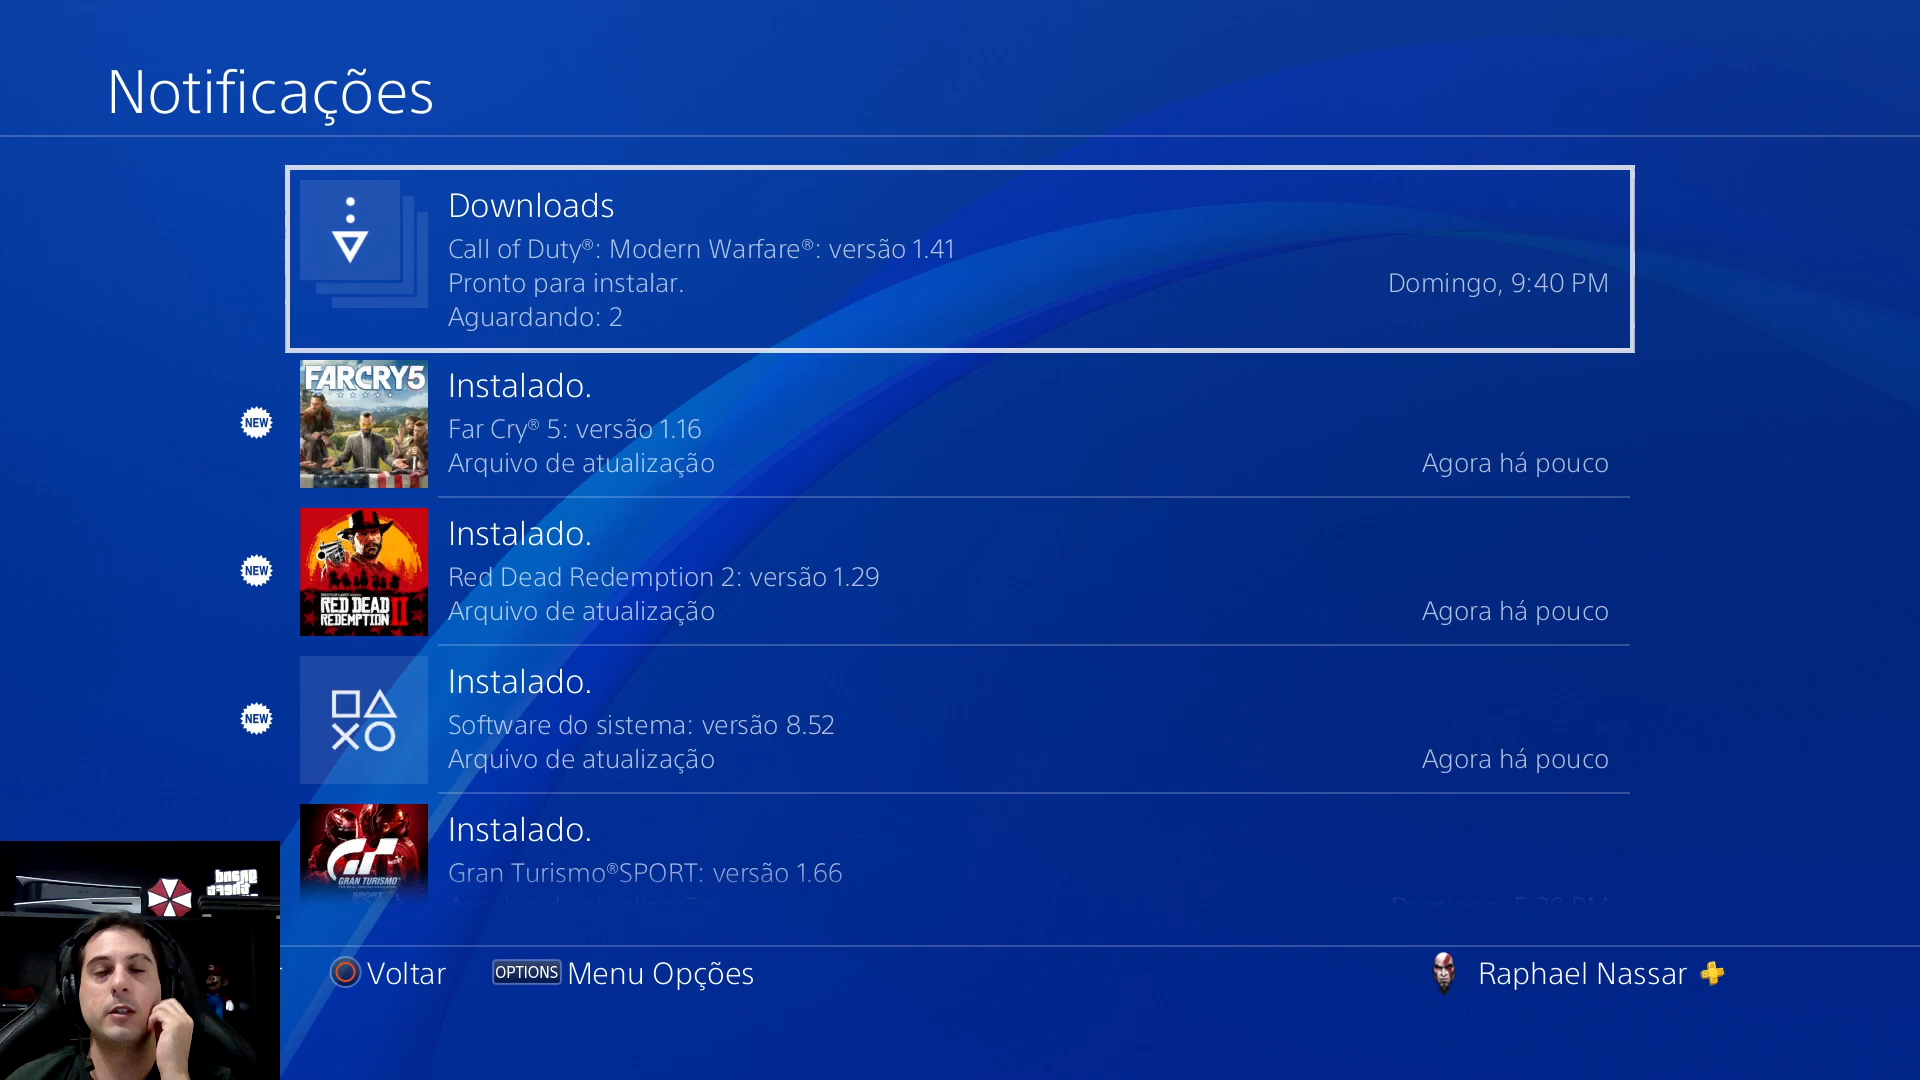 Notificações
Downloads
Call of Duty®: Modern Warfare®: versão 1.41
Pronto para instalar.
Domingo, 9:40 PM
Aguardando: 2
NEW
FARCRY5
Instalado.
Far Cry® 5: versão 1.16
Arquivo de atualização
Agora há pouco
NEW
RED DEAD
REDEMPTION II
Instalado.
Red Dead Redemption 2: versão 1.29
Arquivo de atualização
Agora há pouco
NEW
Instalado.
Software do sistema: versão 8.52
Arquivo de atualização
Agora há pouco
GT
GRAN TURISMO
SPORT
Instalado.
Gran Turismo®SPORT: versão 1.66
Voltar
OPTIONS
Menu Opções
Raphael Nassar